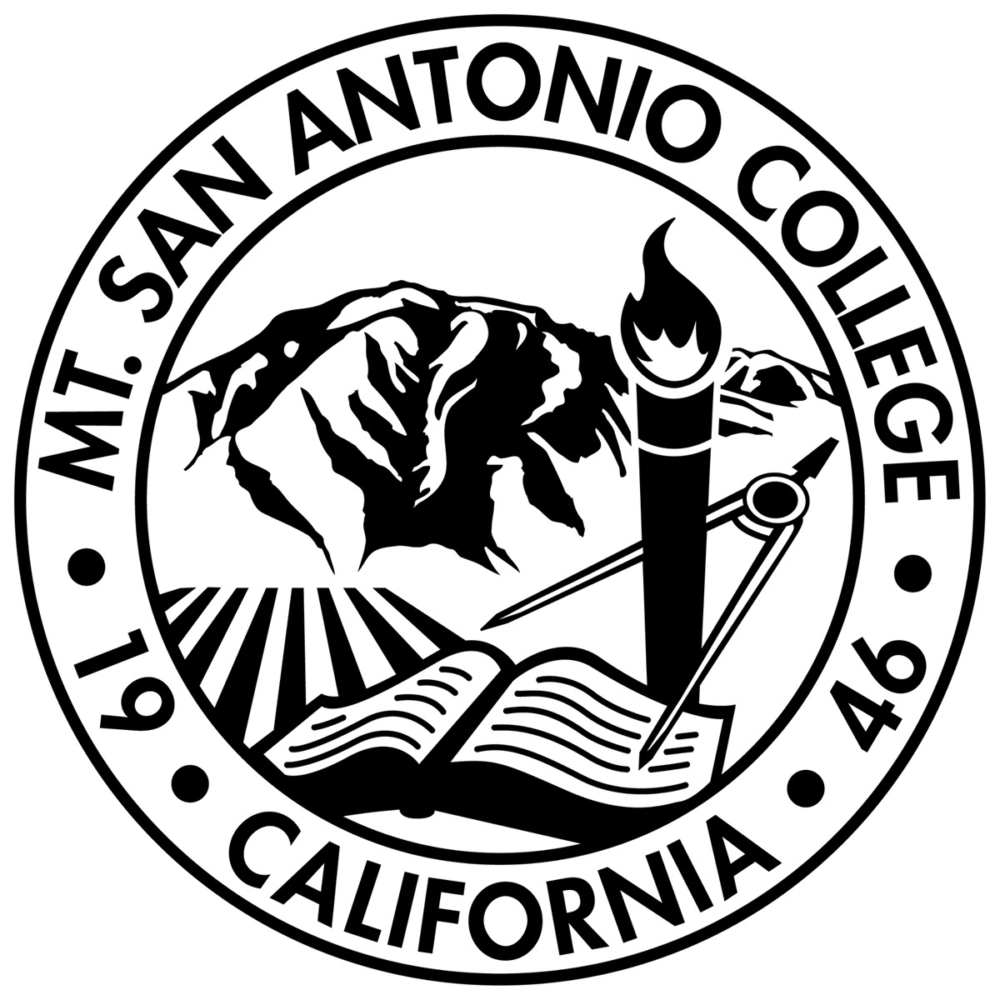 MT. SAN ANTONIO COLLEGE
19 • CALIFORNIA • 46